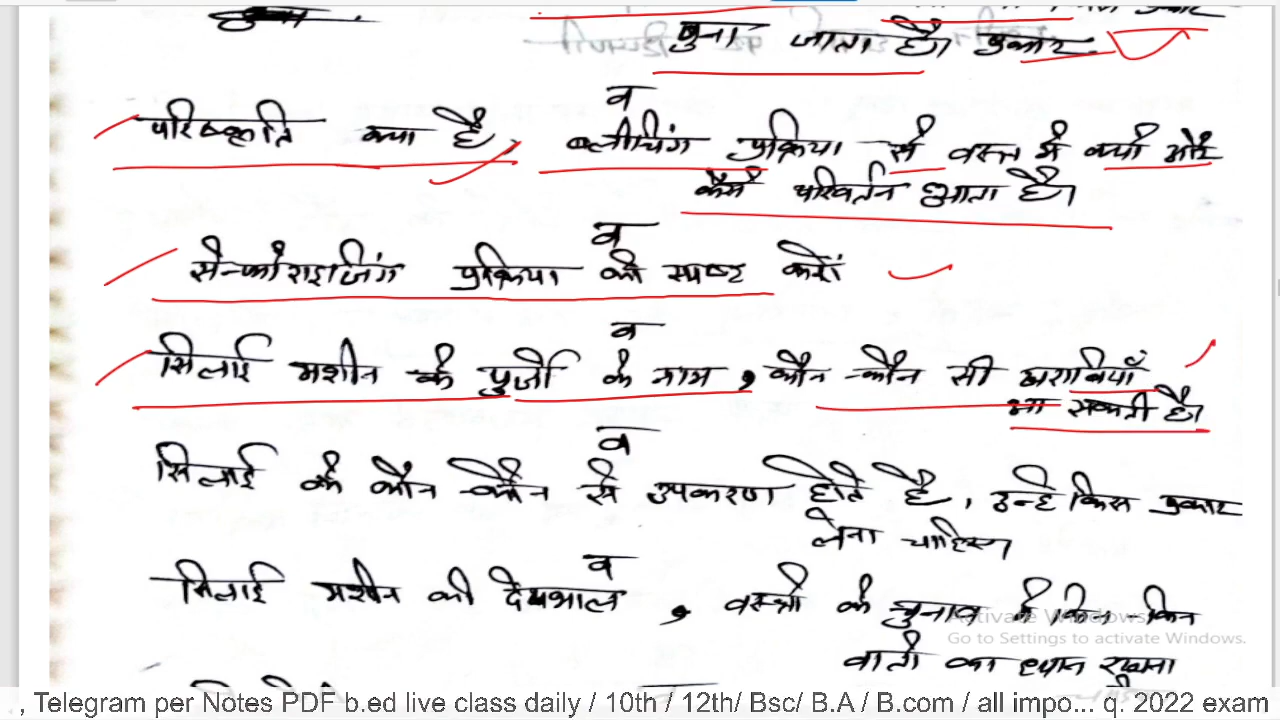 चुना जाता है। प्रकार.
व
परिष्कृति क्या है, ब्लीचिंग प्रक्रिया से वस्त्र में क्यों और
कैसे परिवर्तन आता है।
व
सेन्फोराइजिंग प्रक्रिया को स्पष्ट करो
व
सिलाई मशीन के पुर्जो के नाम, कौन-कौन सी खराबियाँ
आ सकती है।
व
सिलाई के कौन-कौन से उपकरण होते है, उन्हे किस प्रकार
लेना चाहिए।
व
सिलाई मशीन की देखभाल, वस्त्रो के चुनाव में किन-किन
बातो का ध्यान रखना
Activate Windows
Go to Settings to activate Windows.
, Telegram per Notes PDF b.ed live class daily / 10th / 12th/ Bsc/ B.A / B.com / all impo... q. 2022 exam